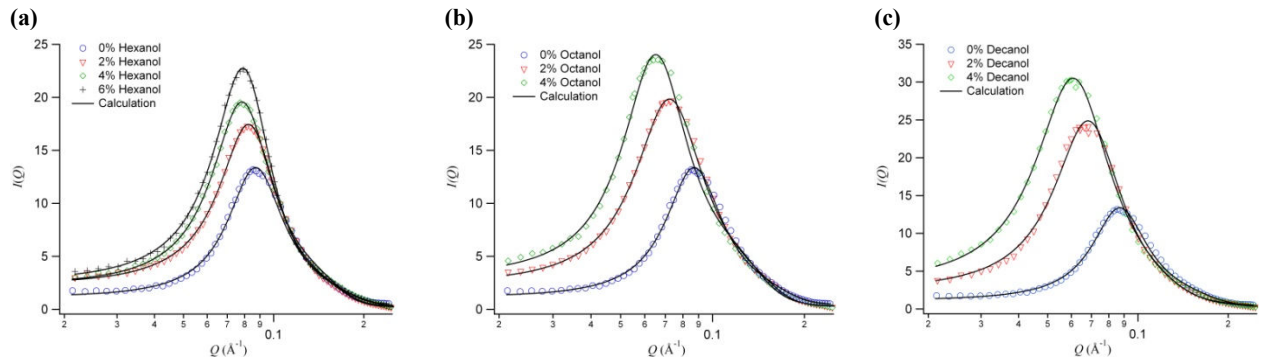 (a)
25
20
15
10
5
0
I(Q)
0% Hexanol
2% Hexanol
4% Hexanol
6% Hexanol
Calculation
2 3 4 5 6 7 8 9 0.1 2
Q (Å⁻¹)
(b)
25
20
15
10
5
0
I(Q)
0% Octanol
2% Octanol
4% Octanol
Calculation
2 3 4 5 6 7 8 9 0.1 2
Q (Å⁻¹)
(c)
35
30
25
20
15
10
5
0
I(Q)
0% Decanol
2% Decanol
4% Decanol
Calculation
2 3 4 5 6 7 8 9 0.1 2
Q (Å⁻¹)